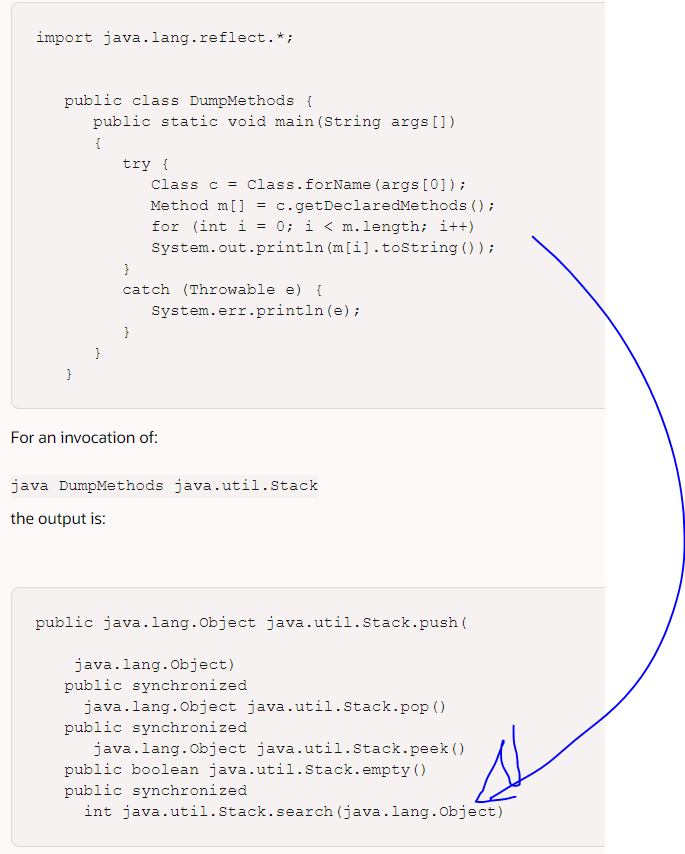 import java.lang.reflect.*;
public class DumpMethods {
public static void main(String args[])
{
try {
Class c = Class.forName(args[0]);
Method m[] = c.getDeclaredMethods();
for (int i = 0; i < m.length; i++)
System.out.println(m[i].toString());
}
catch (Throwable e) {
System.err.println(e);
}
}
}
For an invocation of:
java DumpMethods java.util.Stack
the output is:
public java.lang.Object java.util.Stack.push(
java.lang.Object)
public synchronized
java.lang.Object java.util.Stack.pop()
public synchronized
java.lang.Object java.util.Stack.peek()
public boolean java.util.Stack.empty()
public synchronized
int java.util.Stack.search(java.lang.Object)